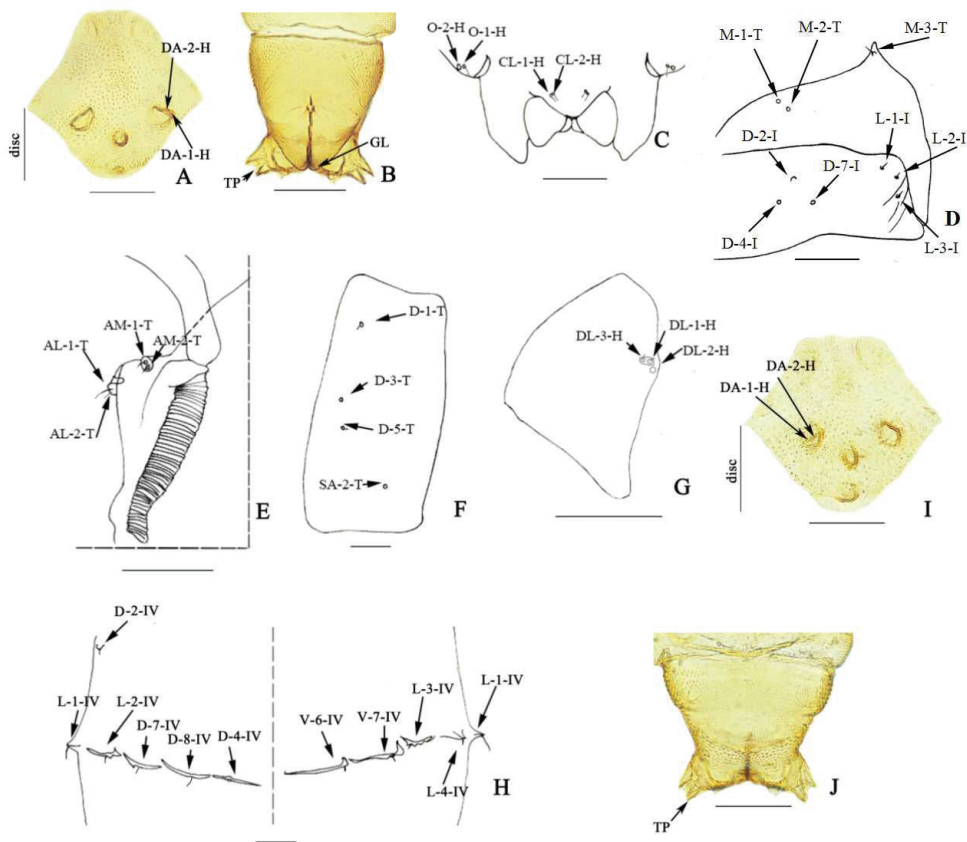 DA-2-H
DA-1-H
disc
A
GL
TP
B
O-2-H
O-1-H
CL-1-H
CL-2-H
C
M-1-T
M-2-T
M-3-T
D-2-I
D-7-I
L-1-I
L-2-I
D-4-I
L-3-I
D
AM-1-T
AM-2-T
AL-1-T
AL-2-T
E
D-1-T
D-3-T
D-5-T
SA-2-T
F
DL-3-H
DL-1-H
DL-2-H
G
DA-2-H
DA-1-H
disc
I
D-2-IV
L-1-IV
L-2-IV
D-7-IV
D-8-IV
D-4-IV
V-6-IV
V-7-IV
L-3-IV
L-1-IV
L-4-IV
H
TP
J